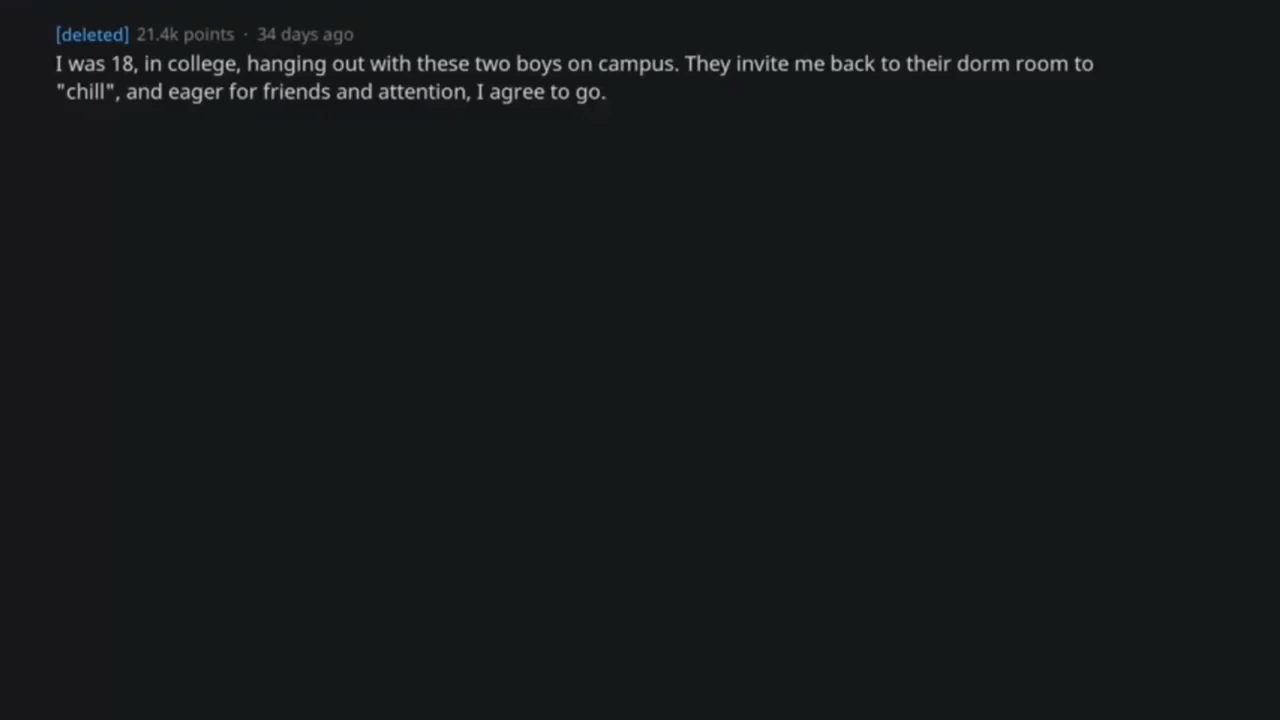 [deleted] 21.4k points · 34 days ago
I was 18, in college, hanging out with these two boys on campus. They invite me back to their dorm room to
"chill", and eager for friends and attention, I agree to go.